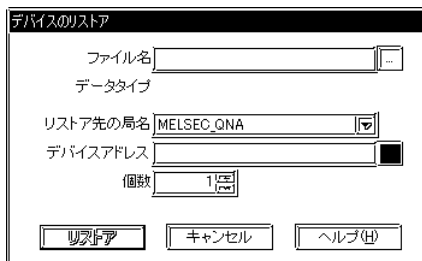 デバイスのリストア
ファイル名 ...
データタイプ
リストア先の局名 MELSEC_QNA
デバイスアドレス
個数 1
リストア キャンセル ヘルプ(H)